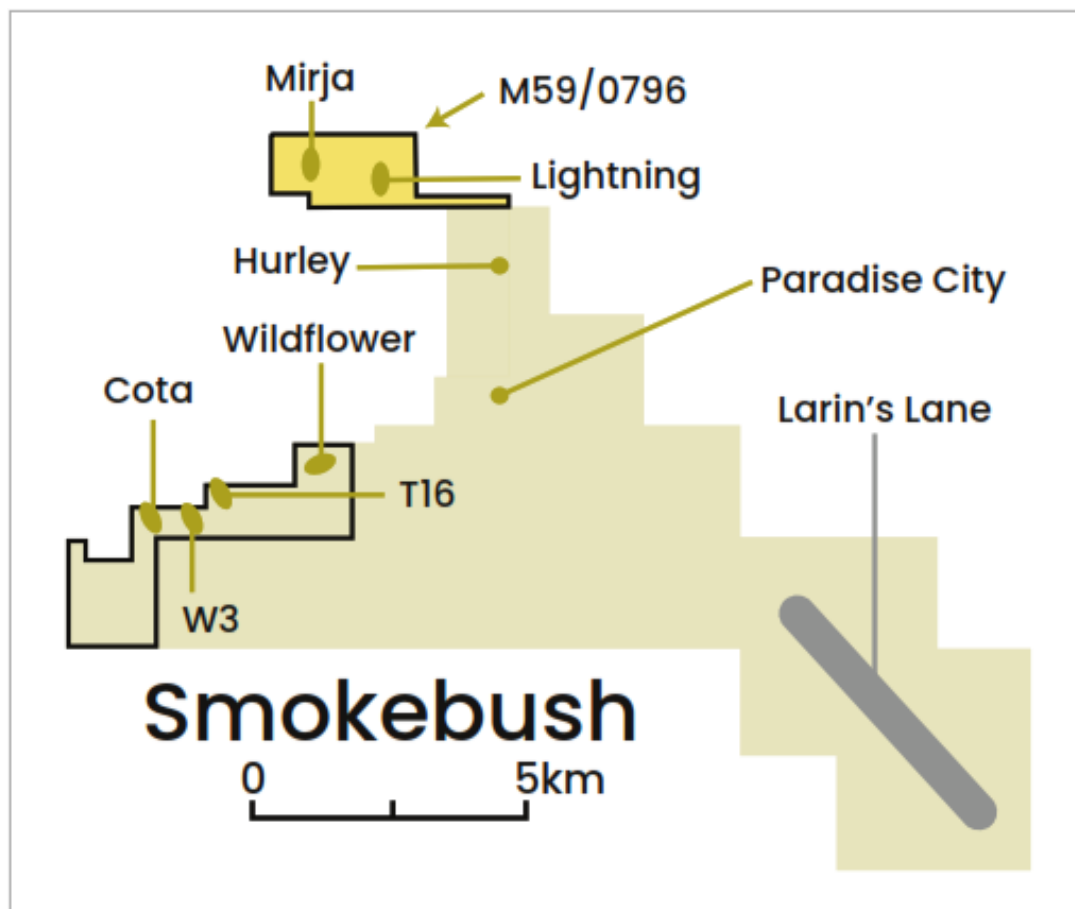 Mirja
M59/0796
Lightning
Hurley
Paradise City
Wildflower
Cota
Larin's Lane
T16
W3
Smokebush
0 5km